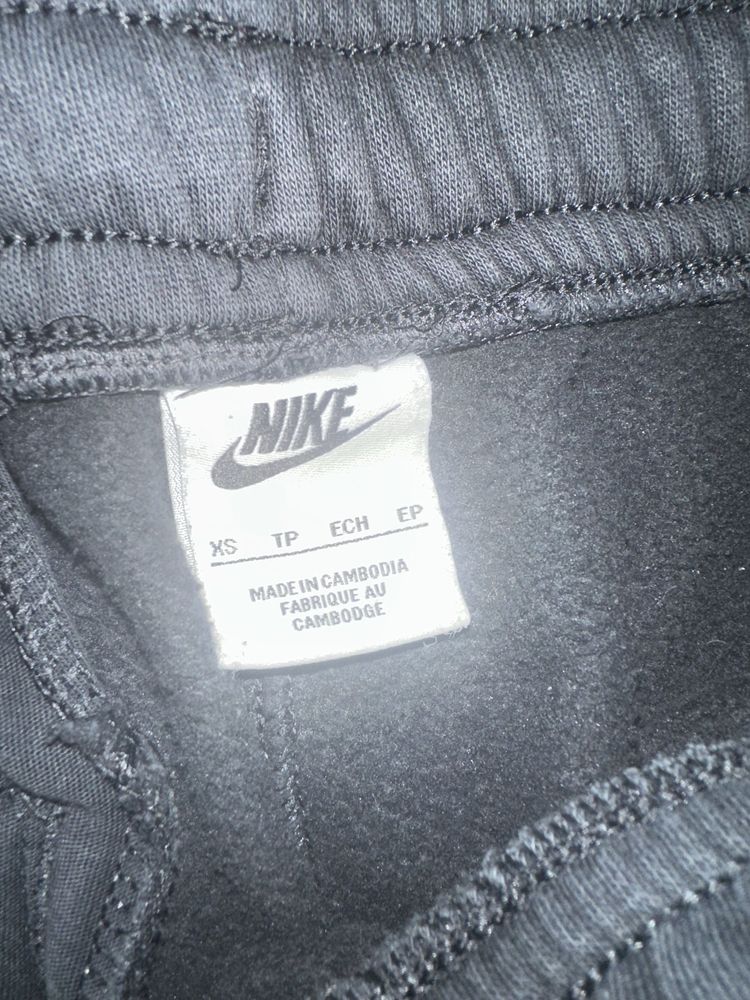 NIKE
XS TP ECH EP
MADE IN CAMBODIA
FABRIQUE AU
CAMBODGE